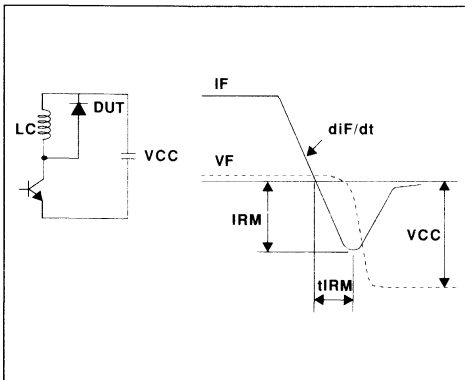 DUT
LC
VCC
IF
diF/dt
VF
IRM
VCC
tIRM